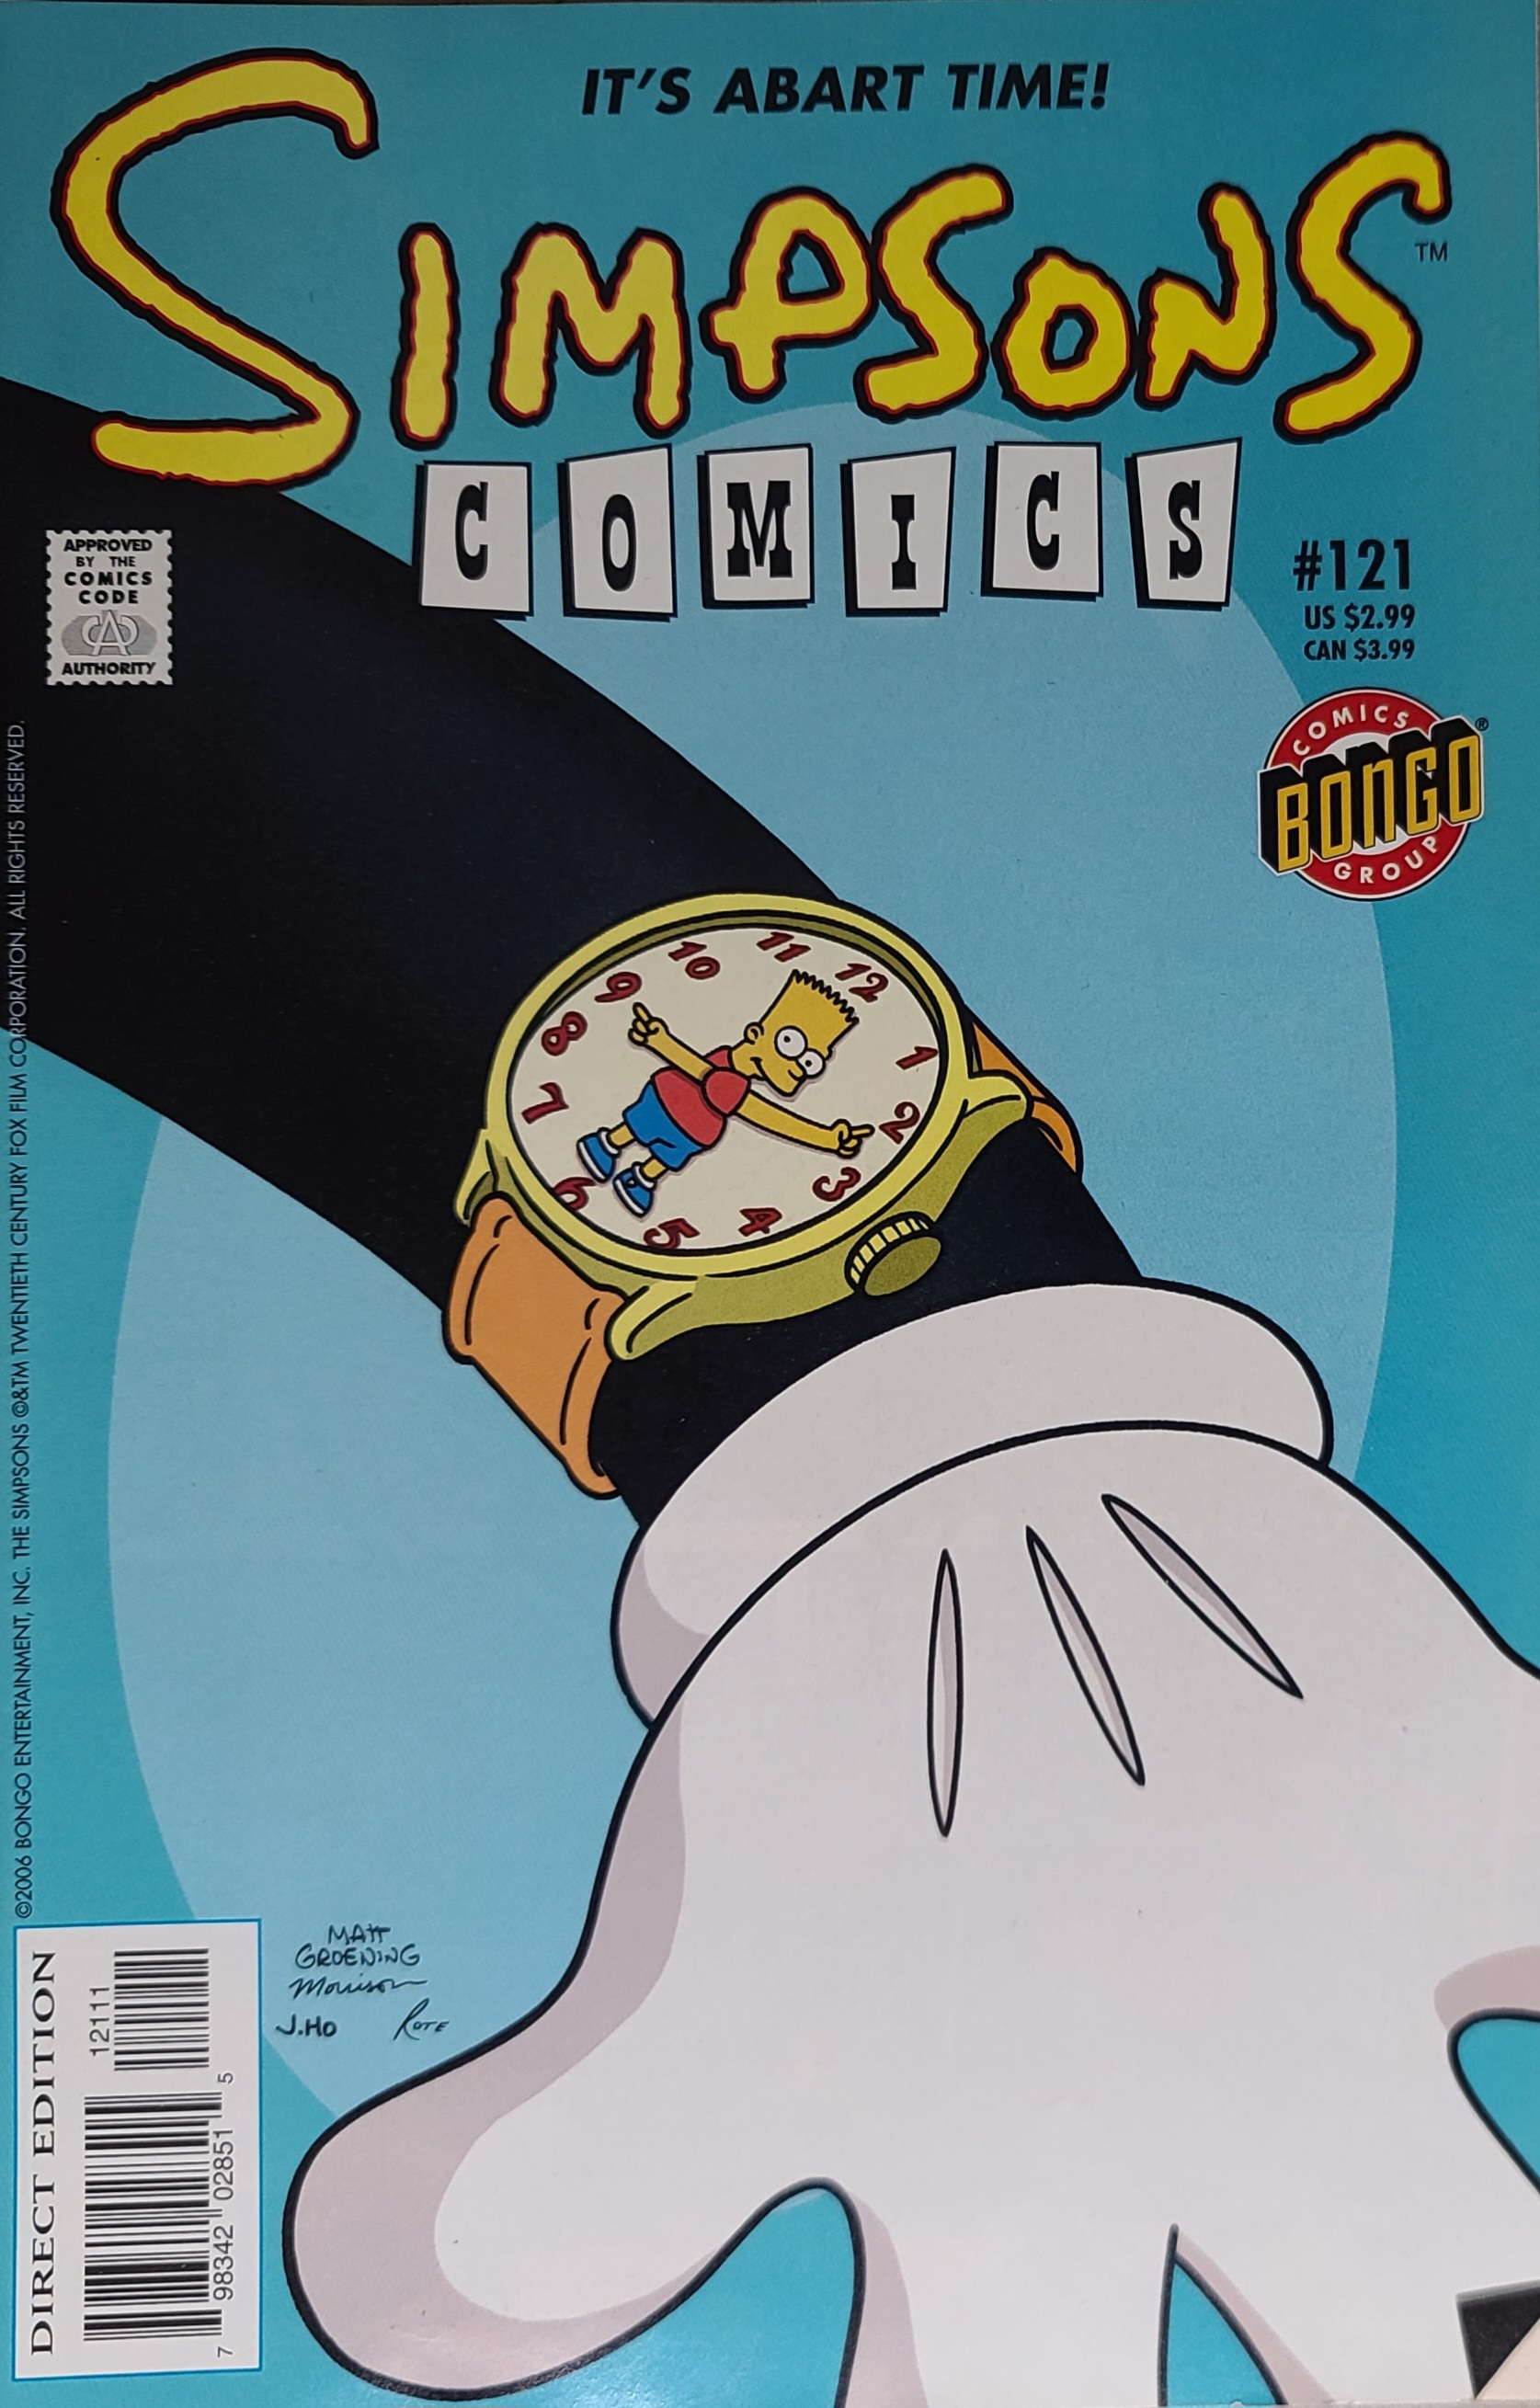 IT'S ABART TIME!
SIMPSONS™
COMICS
#121
US $2.99
CAN $3.99
APPROVED
BY THE
COMICS
CODE
CA
AUTHORITY
COMICS
BONGO®
GROUP
11
12
10
9
1
8
7
2
3
6
5
4
©2006 BONGO ENTERTAINMENT, INC. THE SIMPSONS ©&TM TWENTIETH CENTURY FOX FILM CORPORATION. ALL RIGHTS RESERVED.
MATT
GROENING
Morrison
J.HO ROTE
DIRECT EDITION
12111
7 98342 02851 5